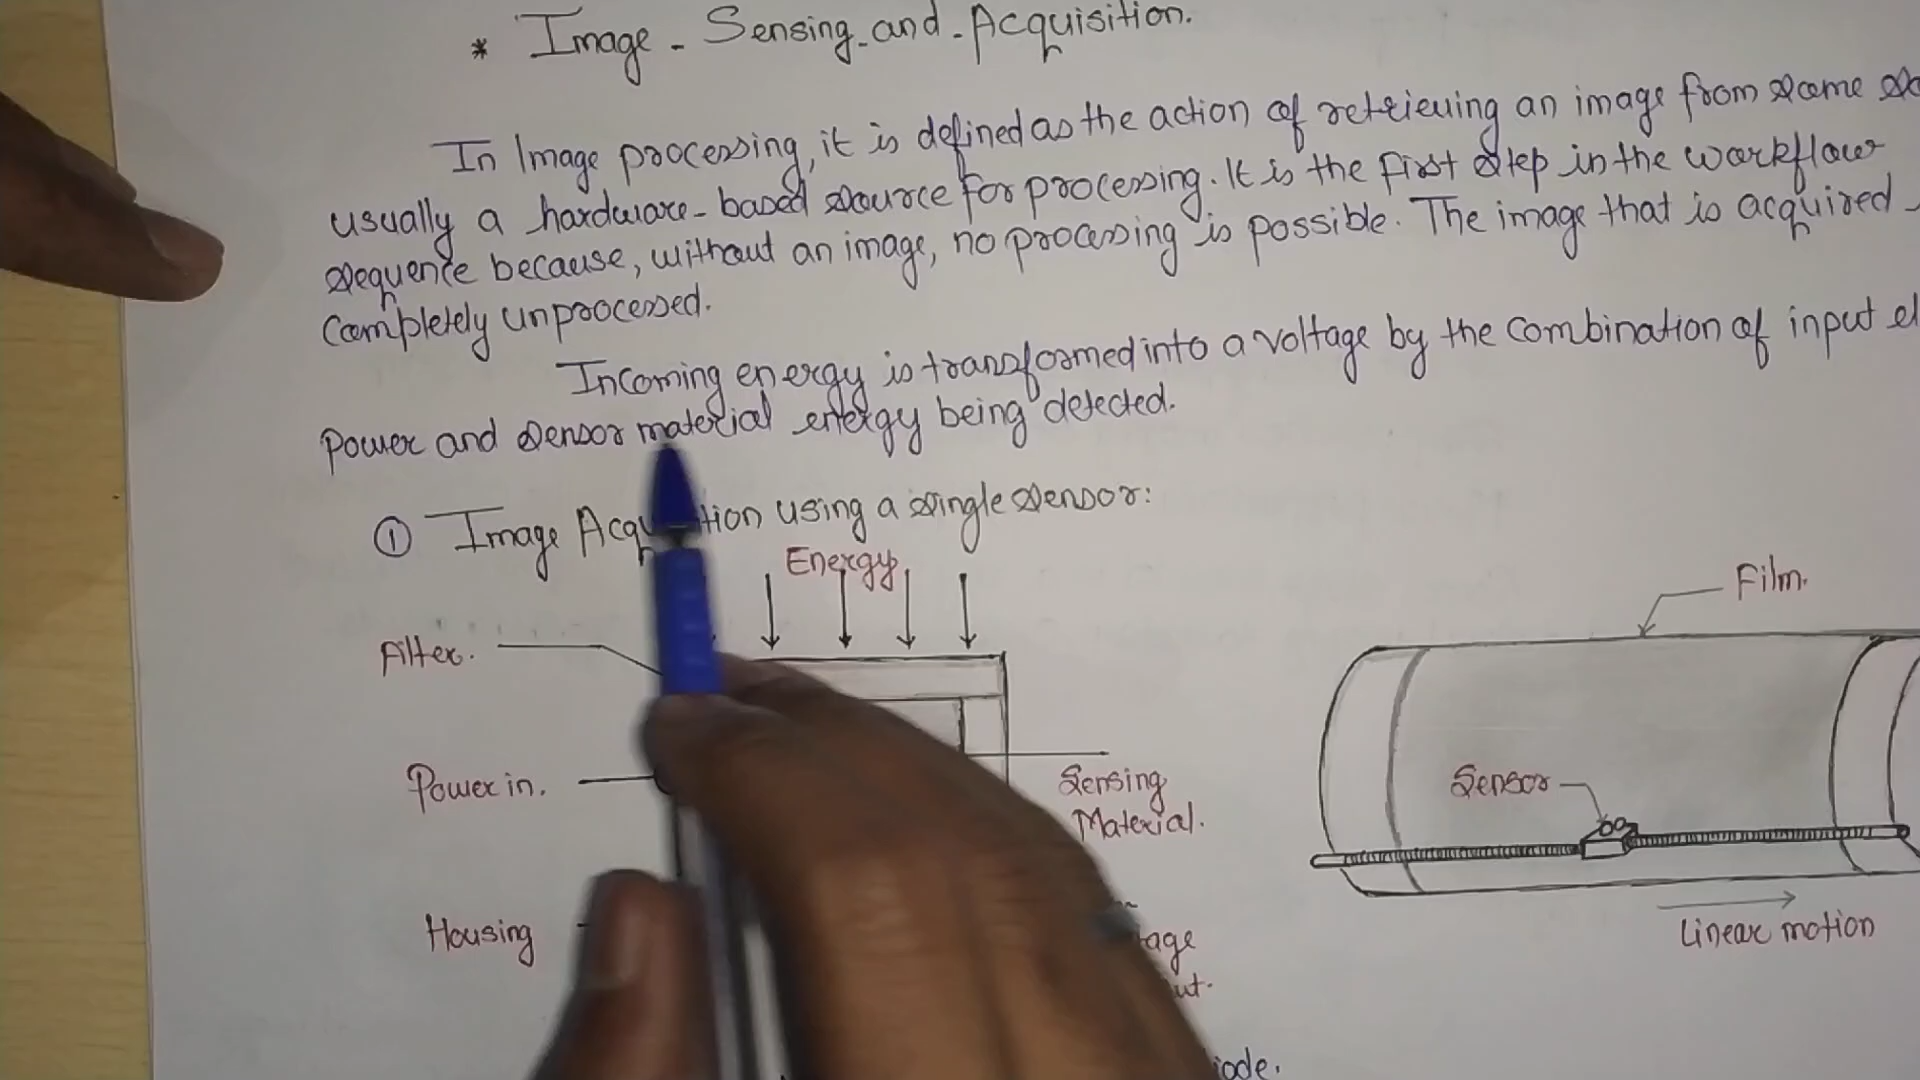 * Image - Sensing-and-Acquisition.
In Image processing, it is defined as the action of retrieving an image from some
usually a hardware-based source for processing. It is the first step in the workflow
sequence because, without an image, no processing is possible. The image that is acquired
completely unprocessed.
Incoming energy is transformed into a voltage by the combination of input
power and sensor material energy being detected.
① Image using a single sensor:
Energy
Film.
Filter.
Power in.
Sensing
Material.
Sensor
Housing
Linear motion